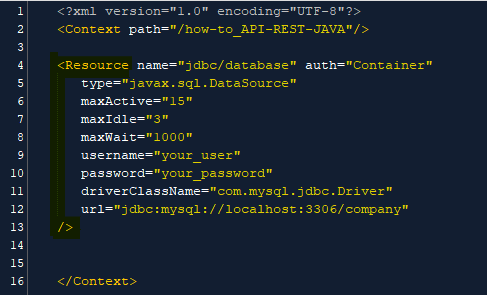 1 <?xml version="1.0" encoding="UTF-8"?>
2 <Context path="/how-to_API-REST-JAVA"/>
3
4 <Resource name="jdbc/database" auth="Container"
5 type="javax.sql.DataSource"
6 maxActive="15"
7 maxIdle="3"
8 maxWait="1000"
9 username="your_user"
10 password="your_password"
11 driverClassName="com.mysql.jdbc.Driver"
12 url="jdbc:mysql://localhost:3306/company"
13 />
14
15
16 </Context>